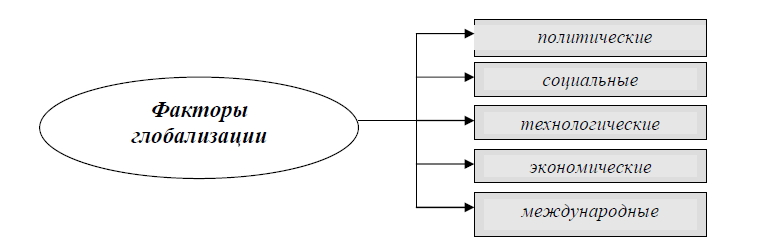 Факторы
глобализации
политические
социальные
технологические
экономические
международные